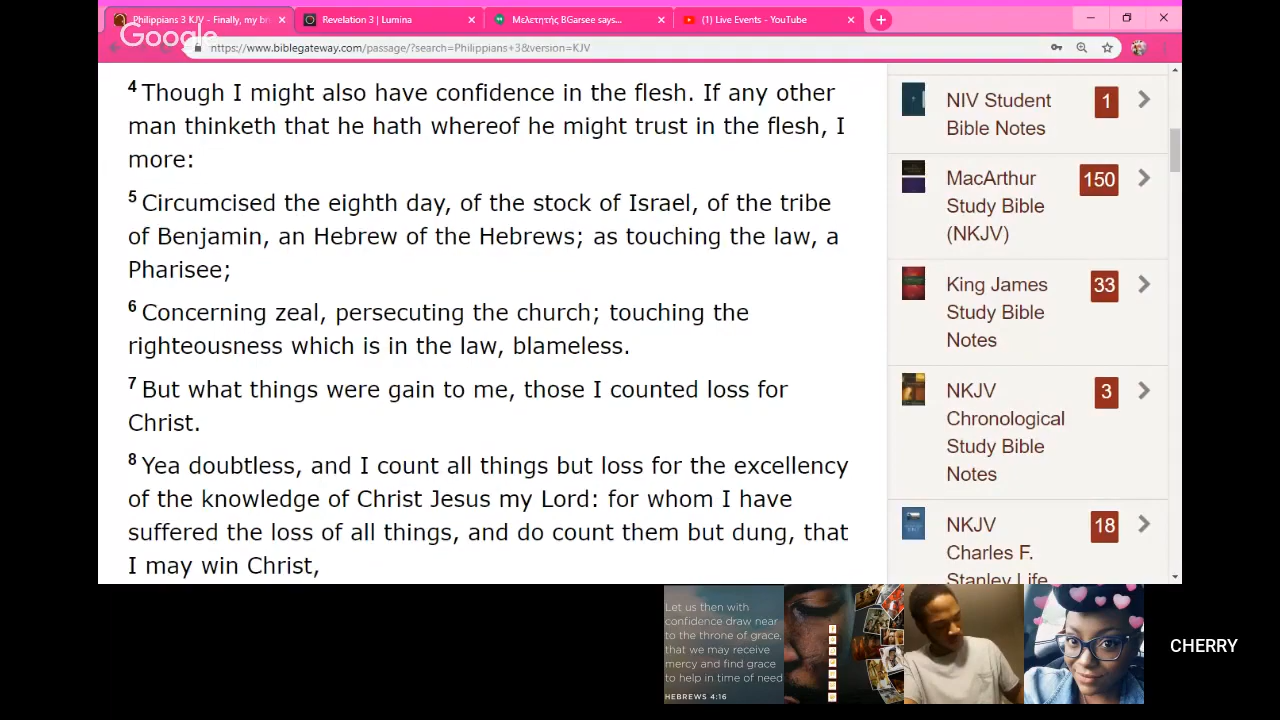 Philippians 3 KJV - Finally, my br
Revelation 3 | Lumina
Μελετητής BGarsee says...
(1) Live Events - YouTube
Google
https://www.biblegateway.com/passage/?search=Philippians+3&version=KJV
4 Though I might also have confidence in the flesh. If any other
man thinketh that he hath whereof he might trust in the flesh, I
more:
5 Circumcised the eighth day, of the stock of Israel, of the tribe
of Benjamin, an Hebrew of the Hebrews; as touching the law, a
Pharisee;
6 Concerning zeal, persecuting the church; touching the
righteousness which is in the law, blameless.
7 But what things were gain to me, those I counted loss for
Christ.
8 Yea doubtless, and I count all things but loss for the excellency
of the knowledge of Christ Jesus my Lord: for whom I have
suffered the loss of all things, and do count them but dung, that
I may win Christ,
NIV Student
Bible Notes
1
MacArthur
Study Bible
(NKJV)
150
King James
Study Bible
Notes
33
NKJV
Chronological
Study Bible
Notes
3
NKJV
Charles F.
Stanley Life
18
Let us then with
confidence draw near
to the throne of grace,
that we may receive
mercy and find grace
to help in time of need
HEBREWS 4:16
CHERRY